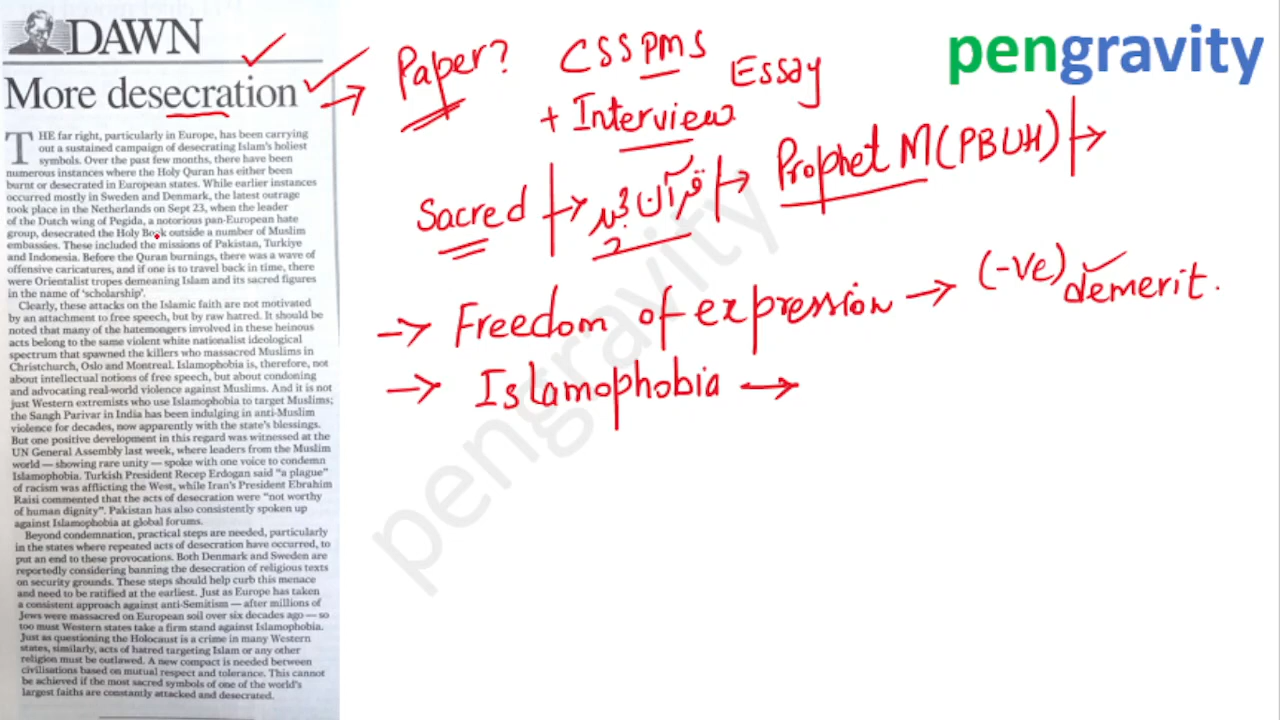 DAWN
More desecration
THE far right, particularly in Europe, has been carrying
out a sustained campaign of desecrating Islam's holiest
symbols. Over the past few months, there have been
numerous instances where the Holy Quran has either been
burnt or desecrated in European states. While earlier instances
occurred mostly in Sweden and Denmark, the latest outrage
took place in the Netherlands on Sept 23, when the leader
of the Dutch wing of Pegida, a notorious pan-European hate
group, desecrated the Holy Book outside a number of Muslim
embassies. These included the missions of Pakistan, Turkiye
and Indonesia. Before the Quran burnings, there was a wave of
offensive caricatures, and if one is to travel back in time, there
were Orientalist tropes demeaning Islam and its sacred figures
in the name of 'scholarship'.
Clearly, these attacks on the Islamic faith are not motivated
by an attachment to free speech, but by raw hatred. It should be
noted that many of the hatemongers involved in these heinous
acts belong to the same violent white nationalist ideological
spectrum that spawned the killers who massacred Muslims in
Christchurch, Oslo and Montreal. Islamophobia is, therefore, not
about intellectual notions of free speech, but about condoning
and advocating real-world violence against Muslims. And it is not
just Western extremists who use Islamophobia to target Muslims;
the Sangh Parivar in India has been indulging in anti-Muslim
violence for decades, now apparently with the state's blessings.
But one positive development in this regard was witnessed at the
UN General Assembly last week, where leaders from the Muslim
world — showing rare unity — spoke with one voice to condemn
Islamophobia. Turkish President Recep Erdogan said "a plague"
of racism was afflicting the West, while Iran's President Ebrahim
Raisi commented that the acts of desecration were "not worthy
of human dignity". Pakistan has also consistently spoken up
against Islamophobia at global forums.
Beyond condemnation, practical steps are needed, particularly
in the states where repeated acts of desecration have occurred, to
put an end to these provocations. Both Denmark and Sweden are
reportedly considering banning the desecration of religious texts
on security grounds. These steps should help curb this menace
and need to be ratified at the earliest. Just as Europe has taken
a consistent approach against anti-Semitism — after millions of
Jews were massacred on European soil over six decades ago — so
too must Western states take a firm stand against Islamophobia.
Just as questioning the Holocaust is a crime in many Western
states, similarly, acts of hatred targeting Islam or any other
religion must be outlawed. A new compact is needed between
civilisations based on mutual respect and tolerance. This cannot
be achieved if the most sacred symbols of one of the world's
largest faiths are constantly attacked and desecrated.
pengravity
Paper? CSS PMS Essay
+ Interview
Sacred → قرآن مجید → Prophet M(PBUH) →
→ Freedom of expression → (-ve) demerit.
→ Islamophobia →
pengravity